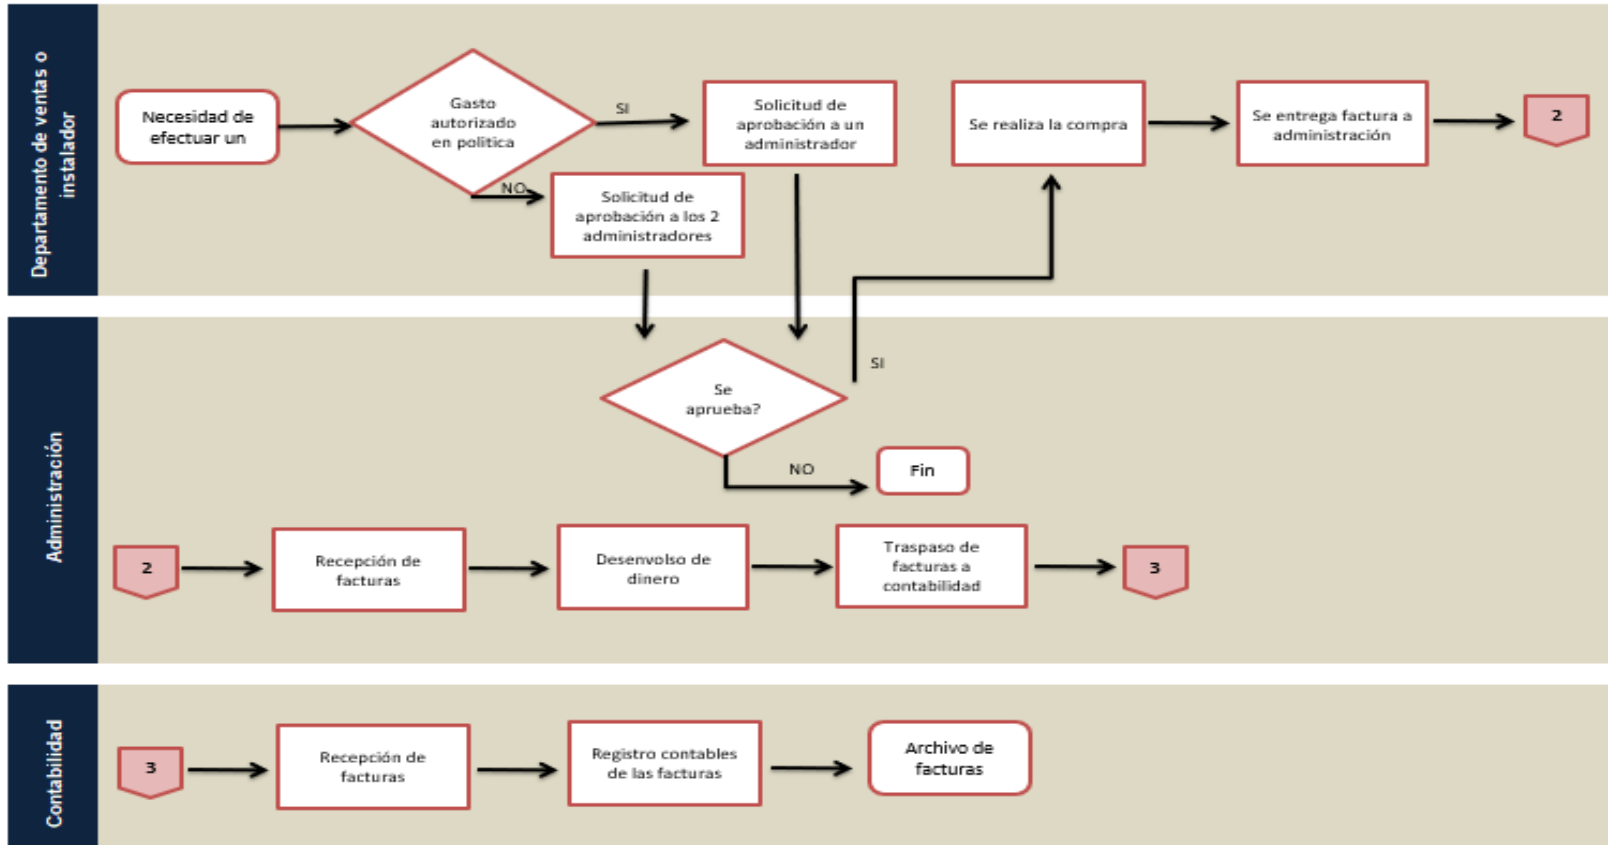 Departamento de ventas o
instalador
Necesidad de
efectuar un
Gasto
autorizado
en politica
SI
NO
Solicitud de
aprobación a un
administrador
Solicitud de
aprobación a los 2
administradores
Se realiza la compra
Se entrega factura a
administración
2
Administración
Se
aprueba?
SI
NO
Fin
2
Recepción de
facturas
Desenvolso de
dinero
Traspaso de
facturas a
contabilidad
3
Contabilidad
3
Recepción de
facturas
Registro contables
de las facturas
Archivo de
facturas